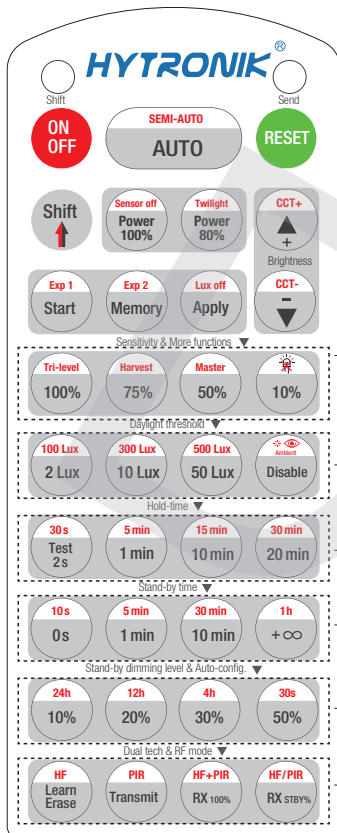 HYTRONIK®
Shift Send
ON
OFF
SEMI-AUTO
AUTO
RESET
Shift
Sensor off
Power
100%
Twilight
Power
80%
CCT+
+
Brightness
CCT-
-
Exp 1
Start
Exp 2
Memory
Lux off
Apply
Sensitivity & More functions ▼
Tri-level Harvest Master
100% 75% 50% 10%
Daylight threshold ▼
100 Lux 300 Lux 500 Lux Ambient
2 Lux 10 Lux 50 Lux Disable
Hold-time ▼
30 s 5 min 15 min 30 min
Test
2 s
1 min 10 min 20 min
Stand-by time ▼
10 s 5 min 30 min 1h
0 s 1 min 10 min +∞
Stand-by dimming level & Auto-config. ▼
24h 12h 4h 30s
10% 20% 30% 50%
Dual tech & RF mode ▼
HF PIR HF+PIR HF/PIR
Learn
Erase
Transmit RX 100% RX STBY%